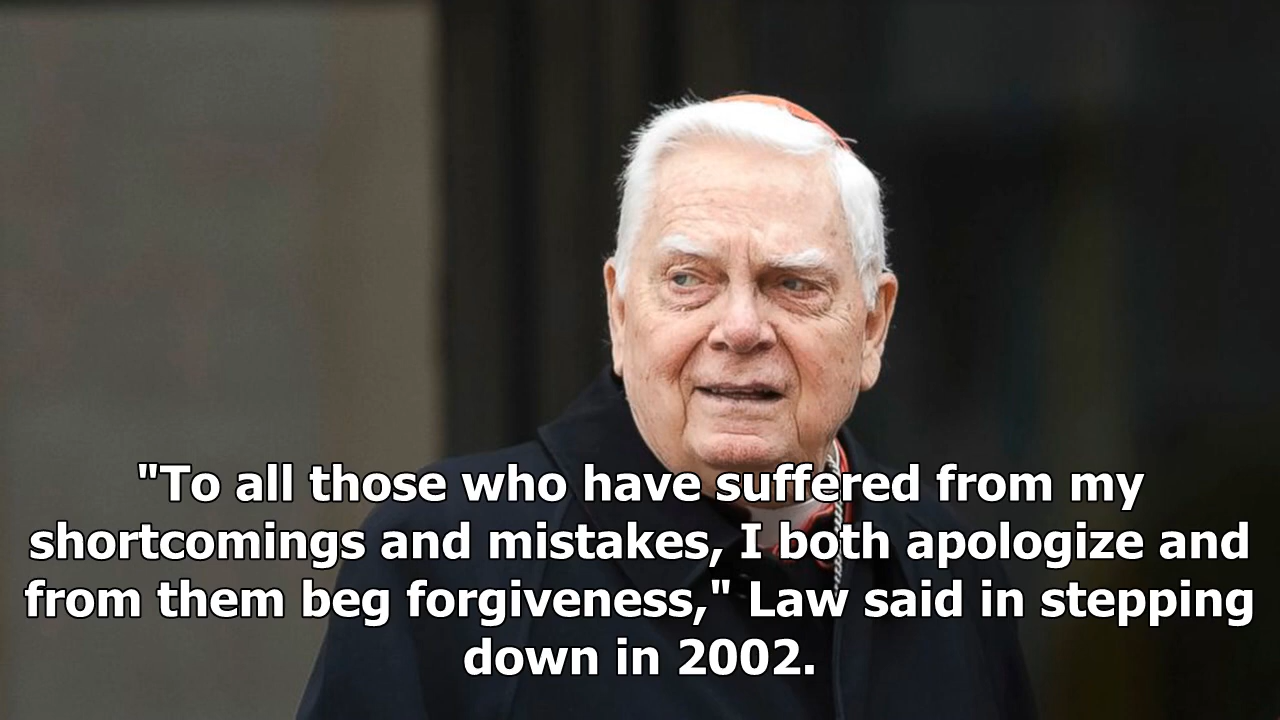 "To all those who have suffered from my
shortcomings and mistakes, I both apologize and
from them beg forgiveness," Law said in stepping
down in 2002.